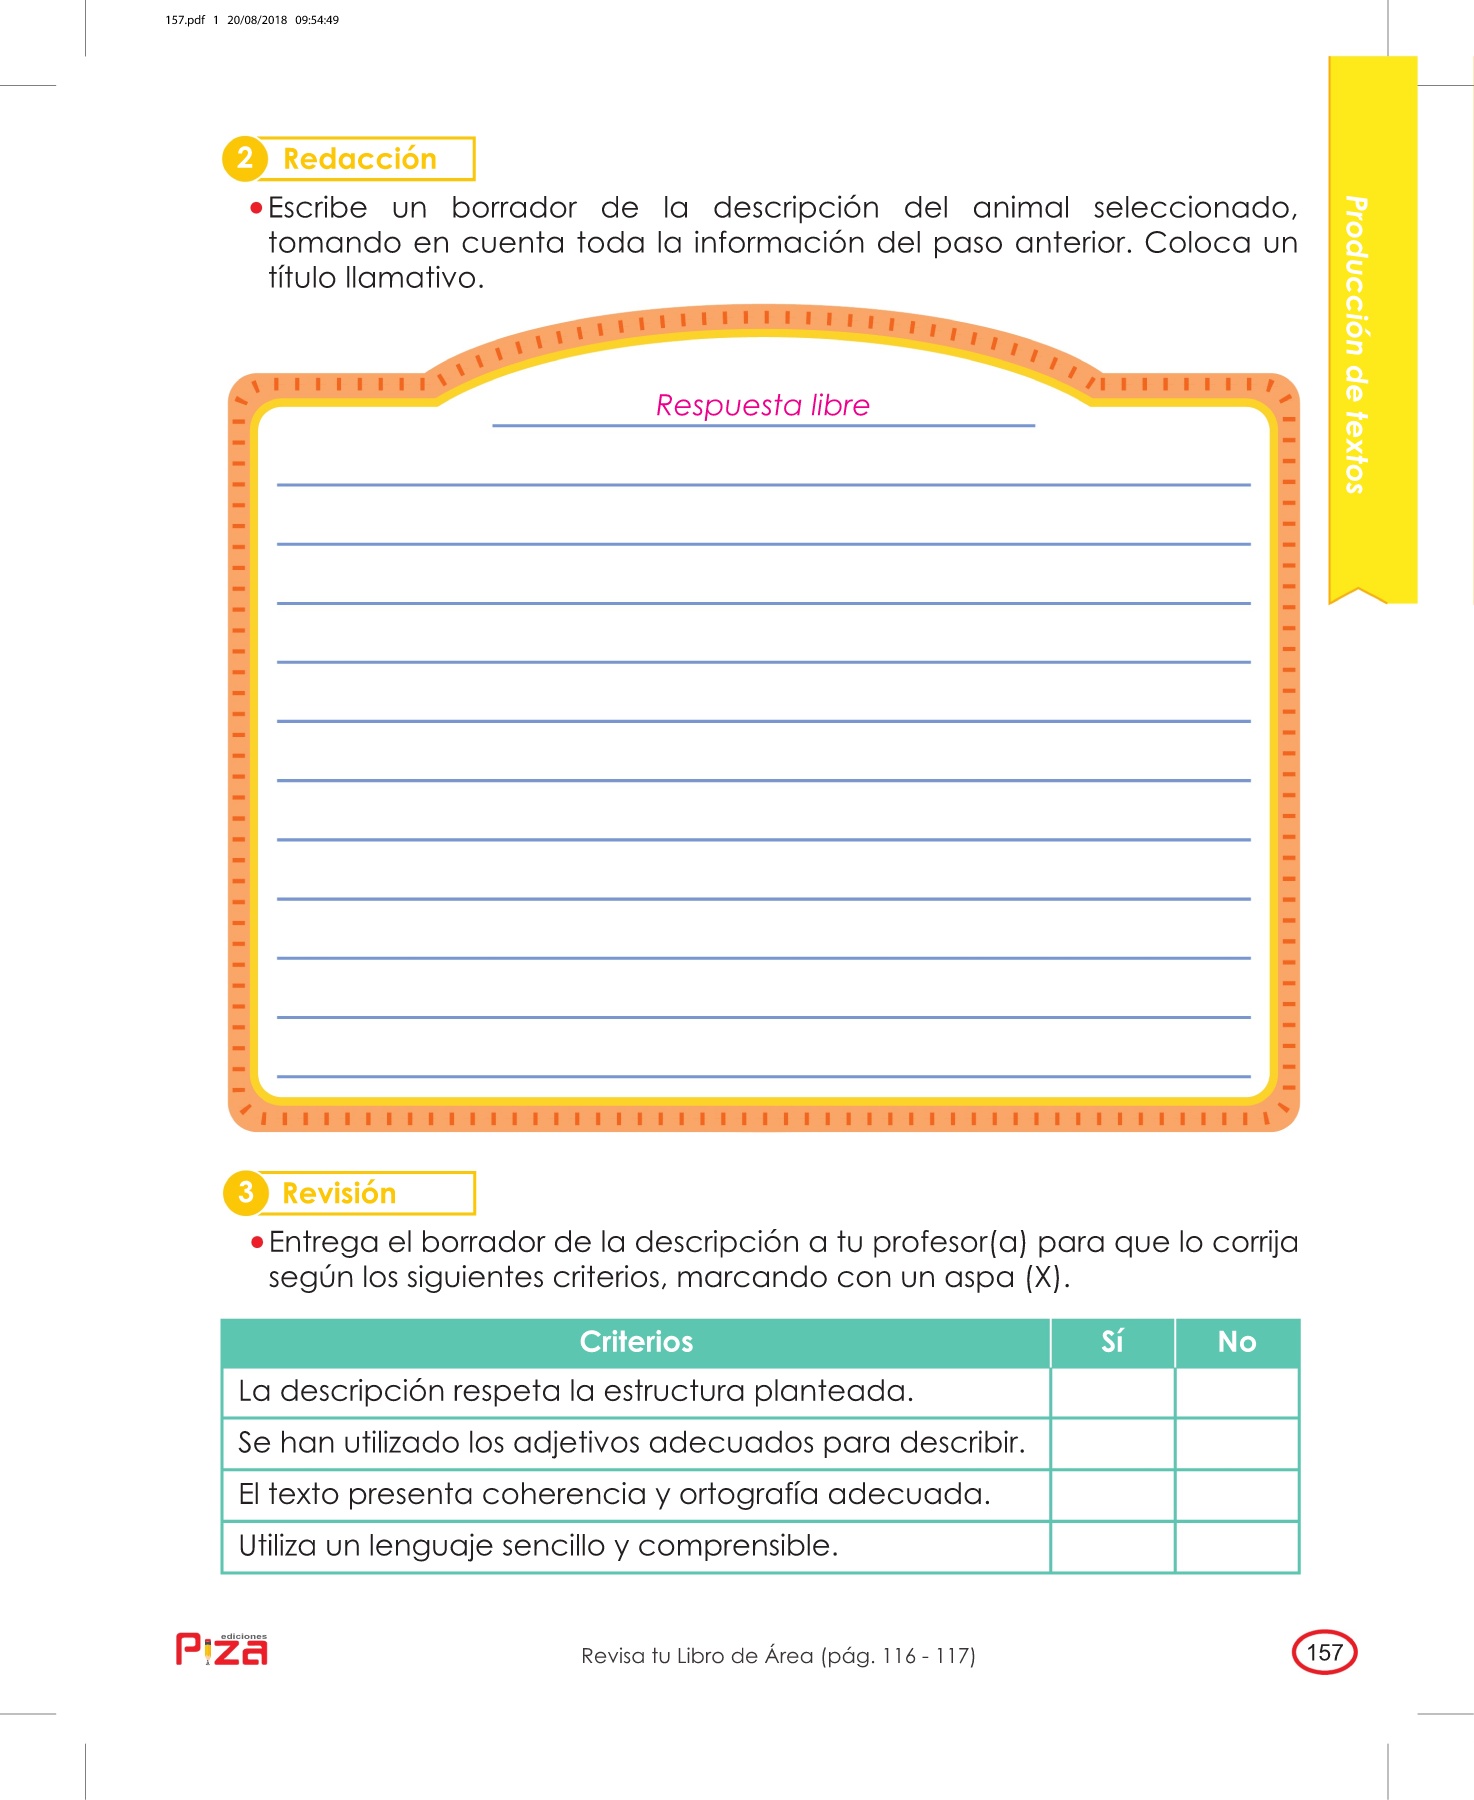 157.pdf 1 20/08/2018 09:54:49
2 Redacción
Escribe un borrador de la descripción del animal seleccionado,
tomando en cuenta toda la información del paso anterior. Coloca un
título llamativo.
Producción de textos
Respuesta libre
3 Revisión
Entrega el borrador de la descripción a tu profesor(a) para que lo corrija
según los siguientes criterios, marcando con un aspa (X).
Criterios Sí No
La descripción respeta la estructura planteada.
Se han utilizado los adjetivos adecuados para describir.
El texto presenta coherencia y ortografía adecuada.
Utiliza un lenguaje sencillo y comprensible.
ediciones
Piza
Revisa tu Libro de Área (pág. 116 - 117)
157